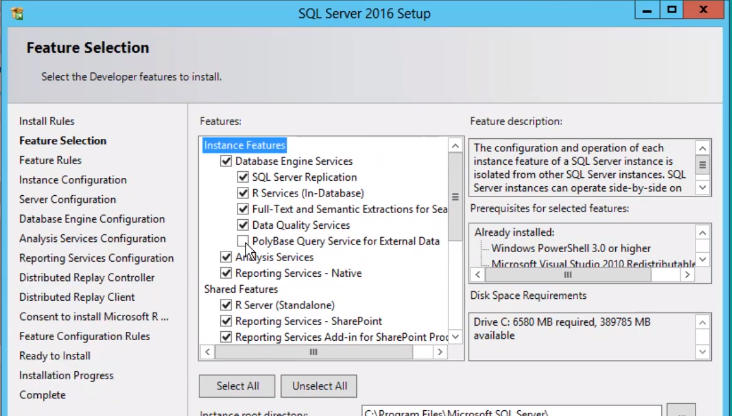 SQL Server 2016 Setup
Feature Selection
Select the Developer features to install.
Install Rules
Feature Selection
Feature Rules
Instance Configuration
Server Configuration
Database Engine Configuration
Analysis Services Configuration
Reporting Services Configuration
Distributed Replay Controller
Distributed Replay Client
Consent to install Microsoft R ...
Feature Configuration Rules
Ready to Install
Installation Progress
Complete
Features:
Instance Features
Database Engine Services
SQL Server Replication
R Services (In-Database)
Full-Text and Semantic Extractions for Sea
Data Quality Services
PolyBase Query Service for External Data
Analysis Services
Reporting Services - Native
Shared Features
R Server (Standalone)
Reporting Services - SharePoint
Reporting Services Add-in for SharePoint Proc
Select All
Unselect All
Instance root directory:
C:\Program Files\Microsoft SQL Server\
...
Feature description:
The configuration and operation of each
instance feature of a SQL Server instance is
isolated from other SQL Server instances. SQL
Server instances can operate side-by-side on
Prerequisites for selected features:
Already installed:
Windows PowerShell 3.0 or higher
Microsoft Visual Studio 2010 Redistributable
Disk Space Requirements
Drive C: 6580 MB required, 389785 MB
available